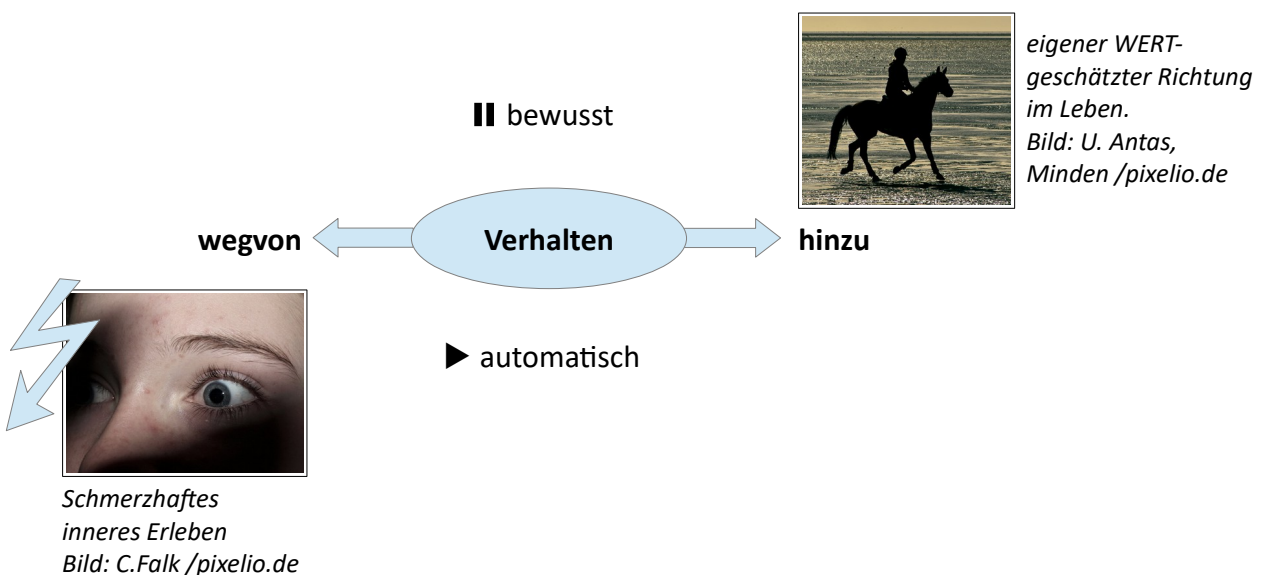 eigener WERT-
geschätzter Richtung
im Leben.
Bild: U. Antas,
Minden /pixelio.de
bewusst
wegvon
Verhalten
hinzu
automatisch
Schmerzhaftes
inneres Erleben
Bild: C.Falk /pixelio.de